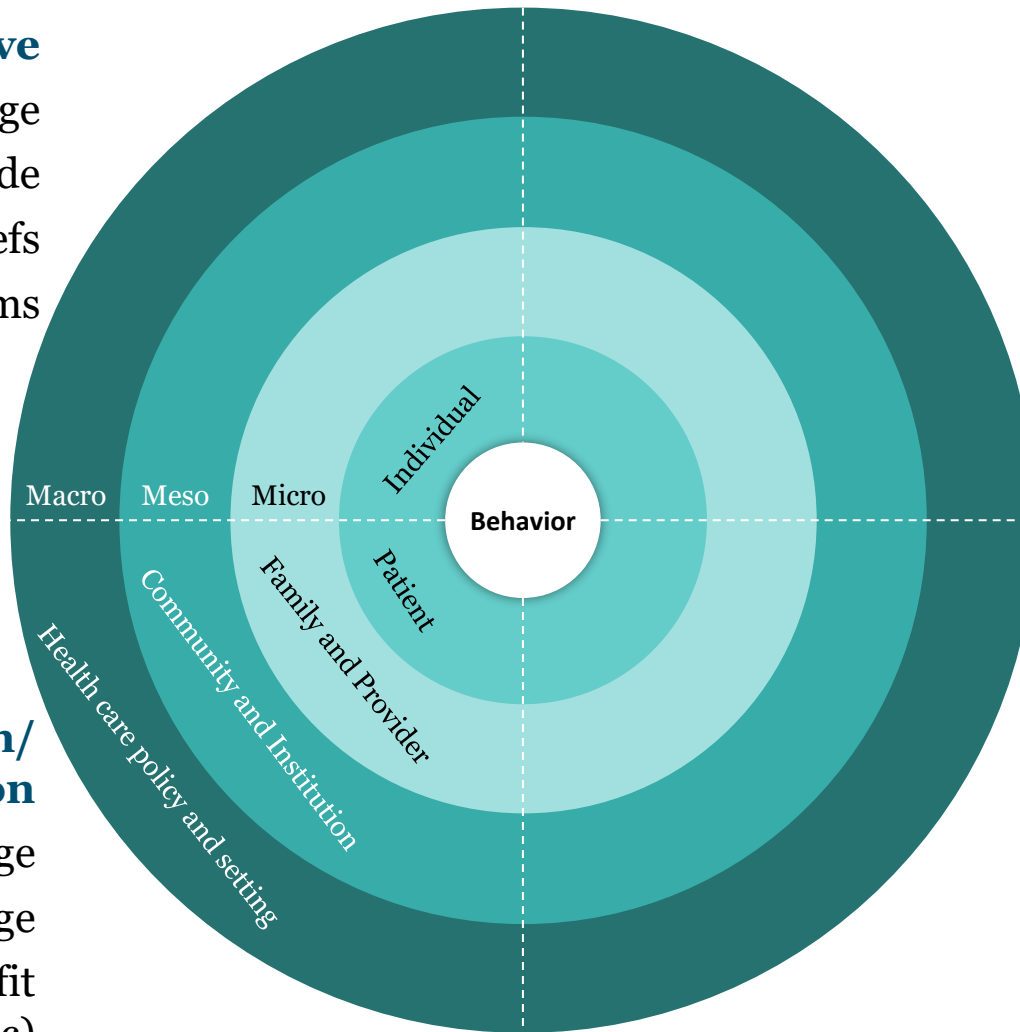 ve
ge
de
efs
ms
Individual
Macro
Meso
Micro
Behavior
Patient
Family and Provider
Community and Institution
Health care policy and setting
n/
on
ge
ge
fit
c)